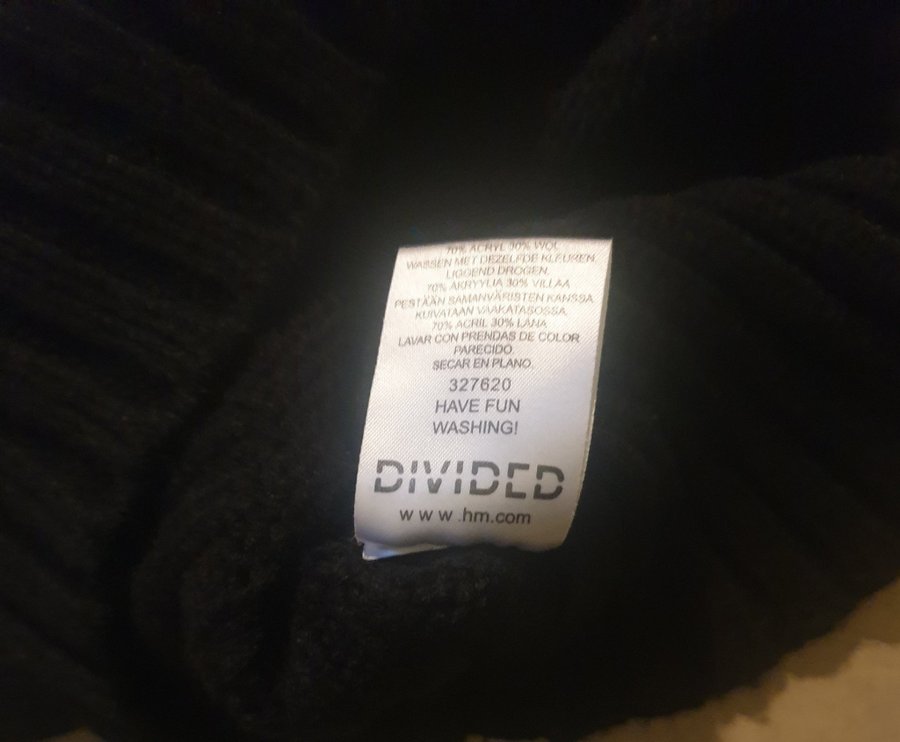 70% ACRYL 30% WOL
WASSEN MET DEZELFDE KLEUREN.
LIGGEND DROGEN.
70% AKRYYLIA 30% VILLAA
PESTÄÄN SAMANVÄRISTEN KANSSA.
KUIVATAAN VAAKATASOSSA.
70% ACRIL 30% LANA
LAVAR CON PRENDAS DE COLOR
PARECIDO.
SECAR EN PLANO.
327620
HAVE FUN
WASHING!
DIVIDED
www.hm.com